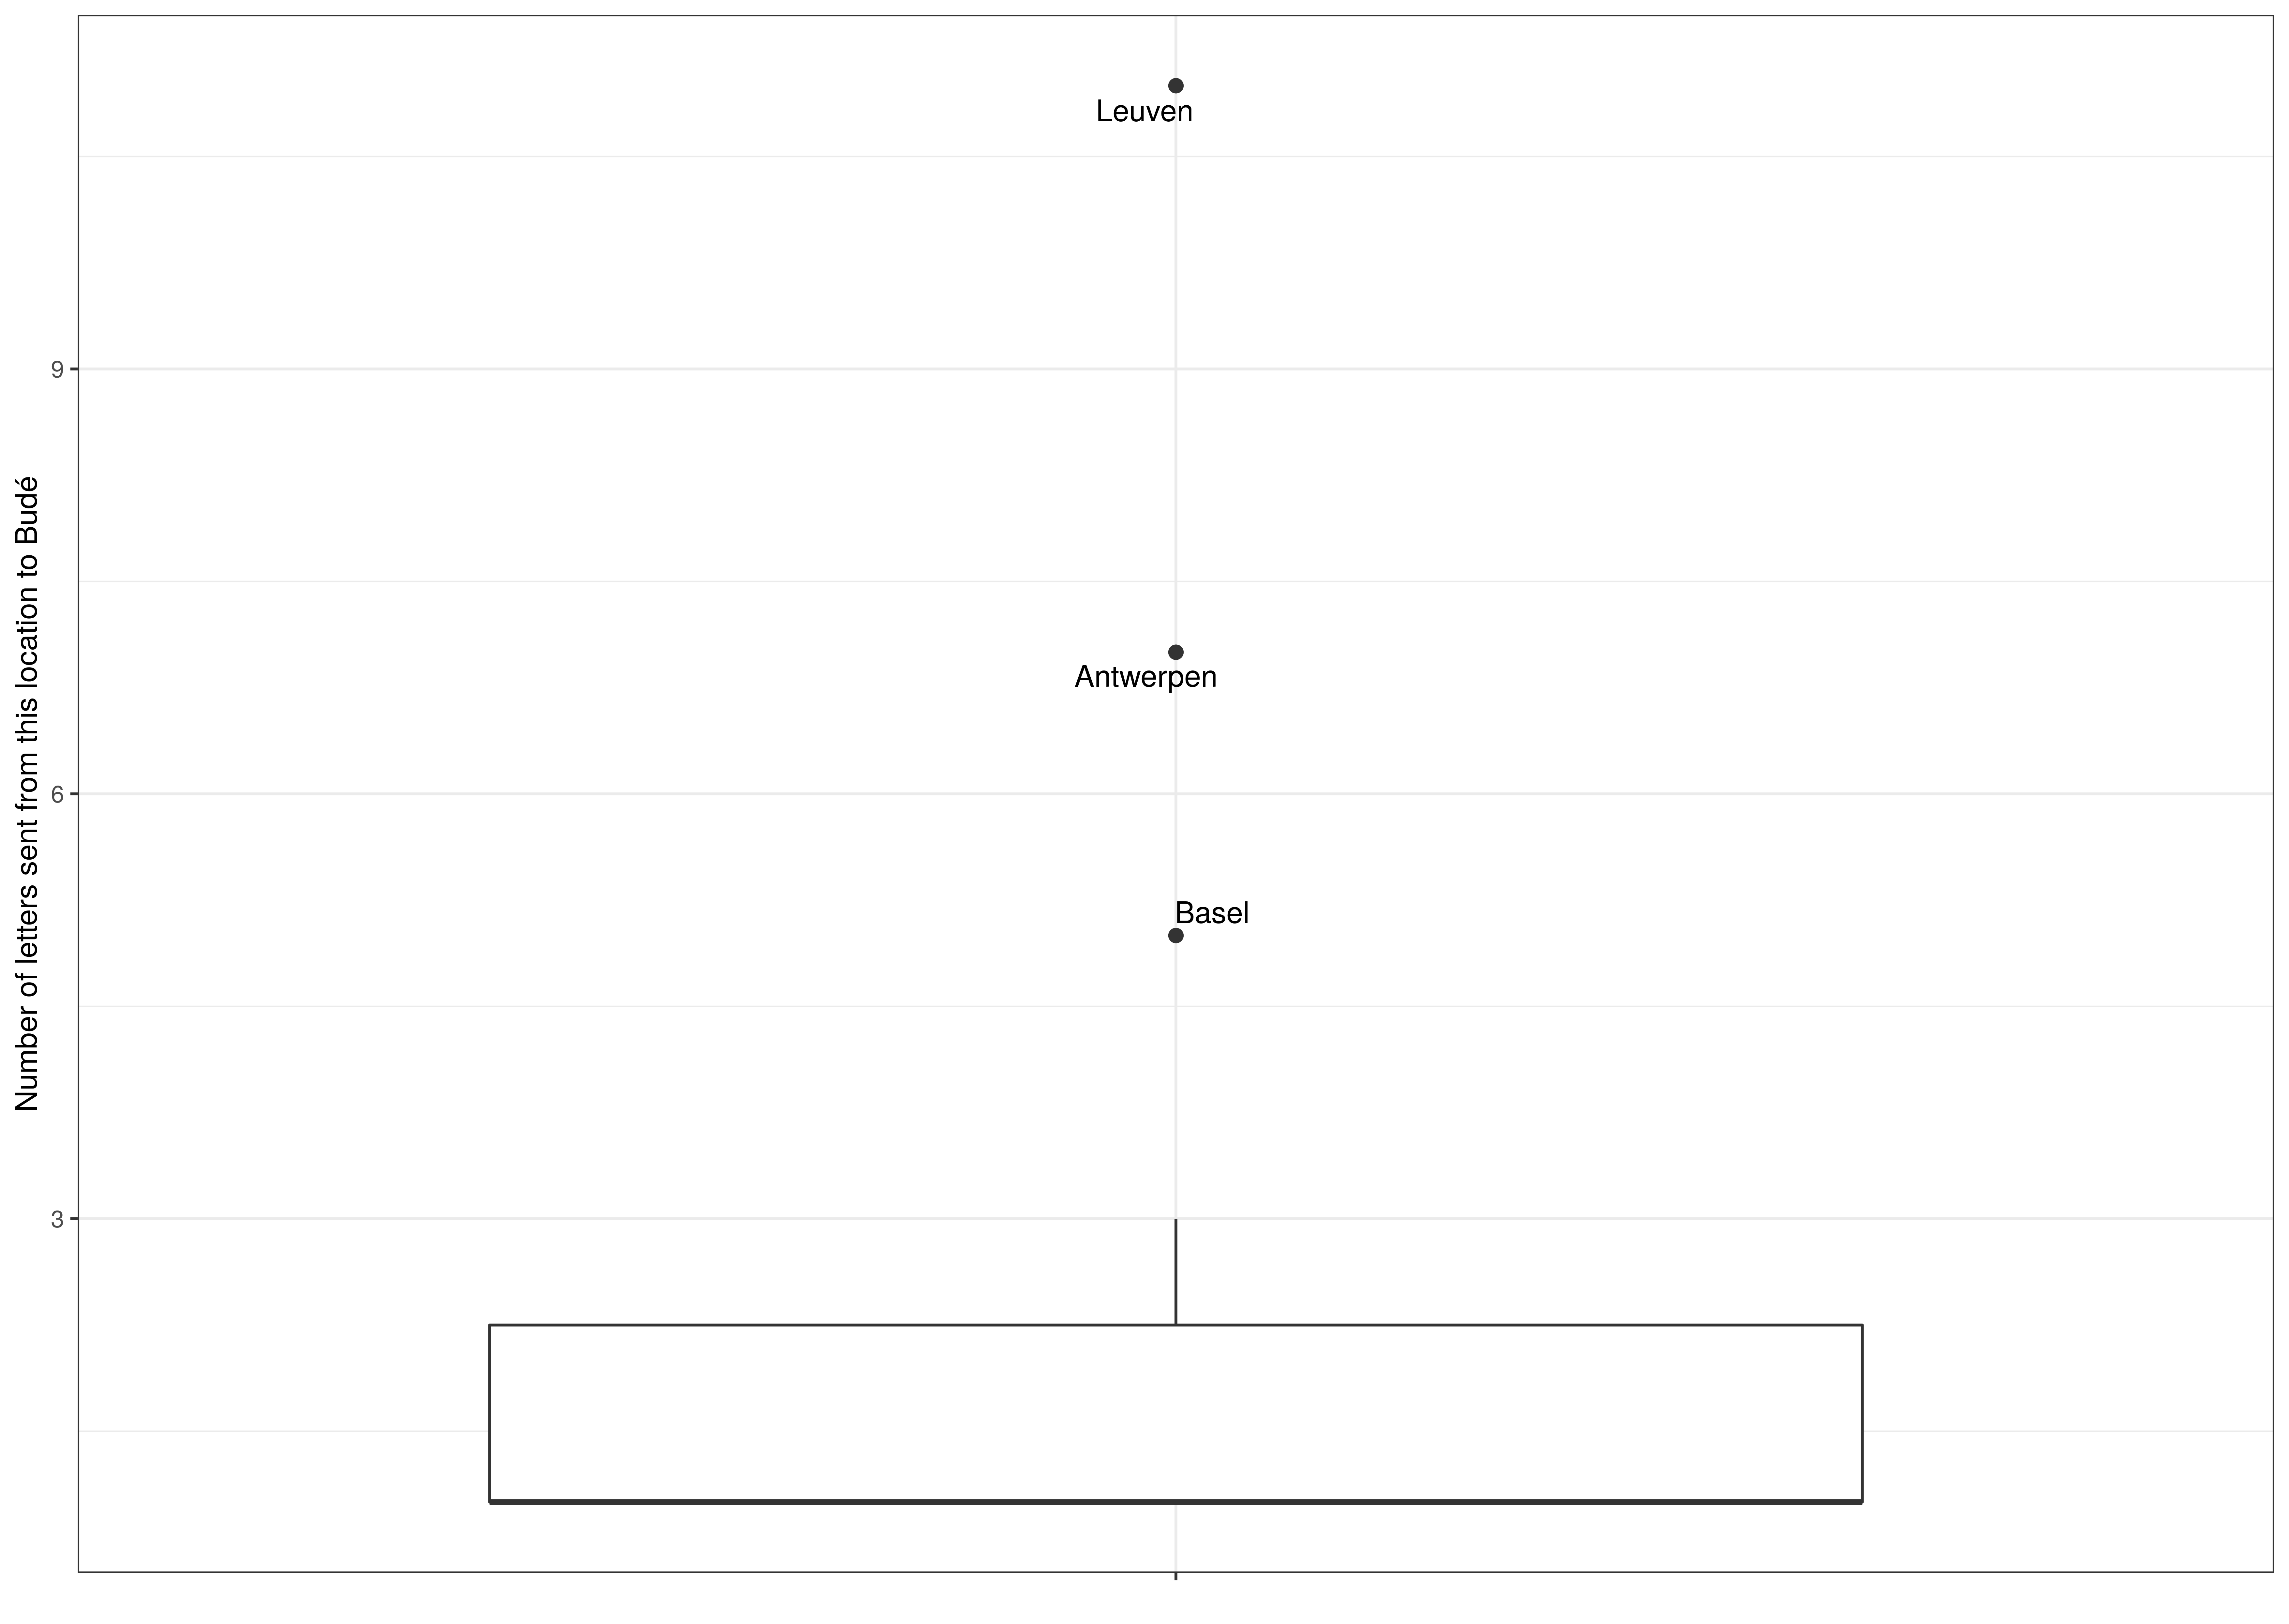 Number of letters sent from this location to Budé
9
6
3
Leuven
Antwerpen
Basel